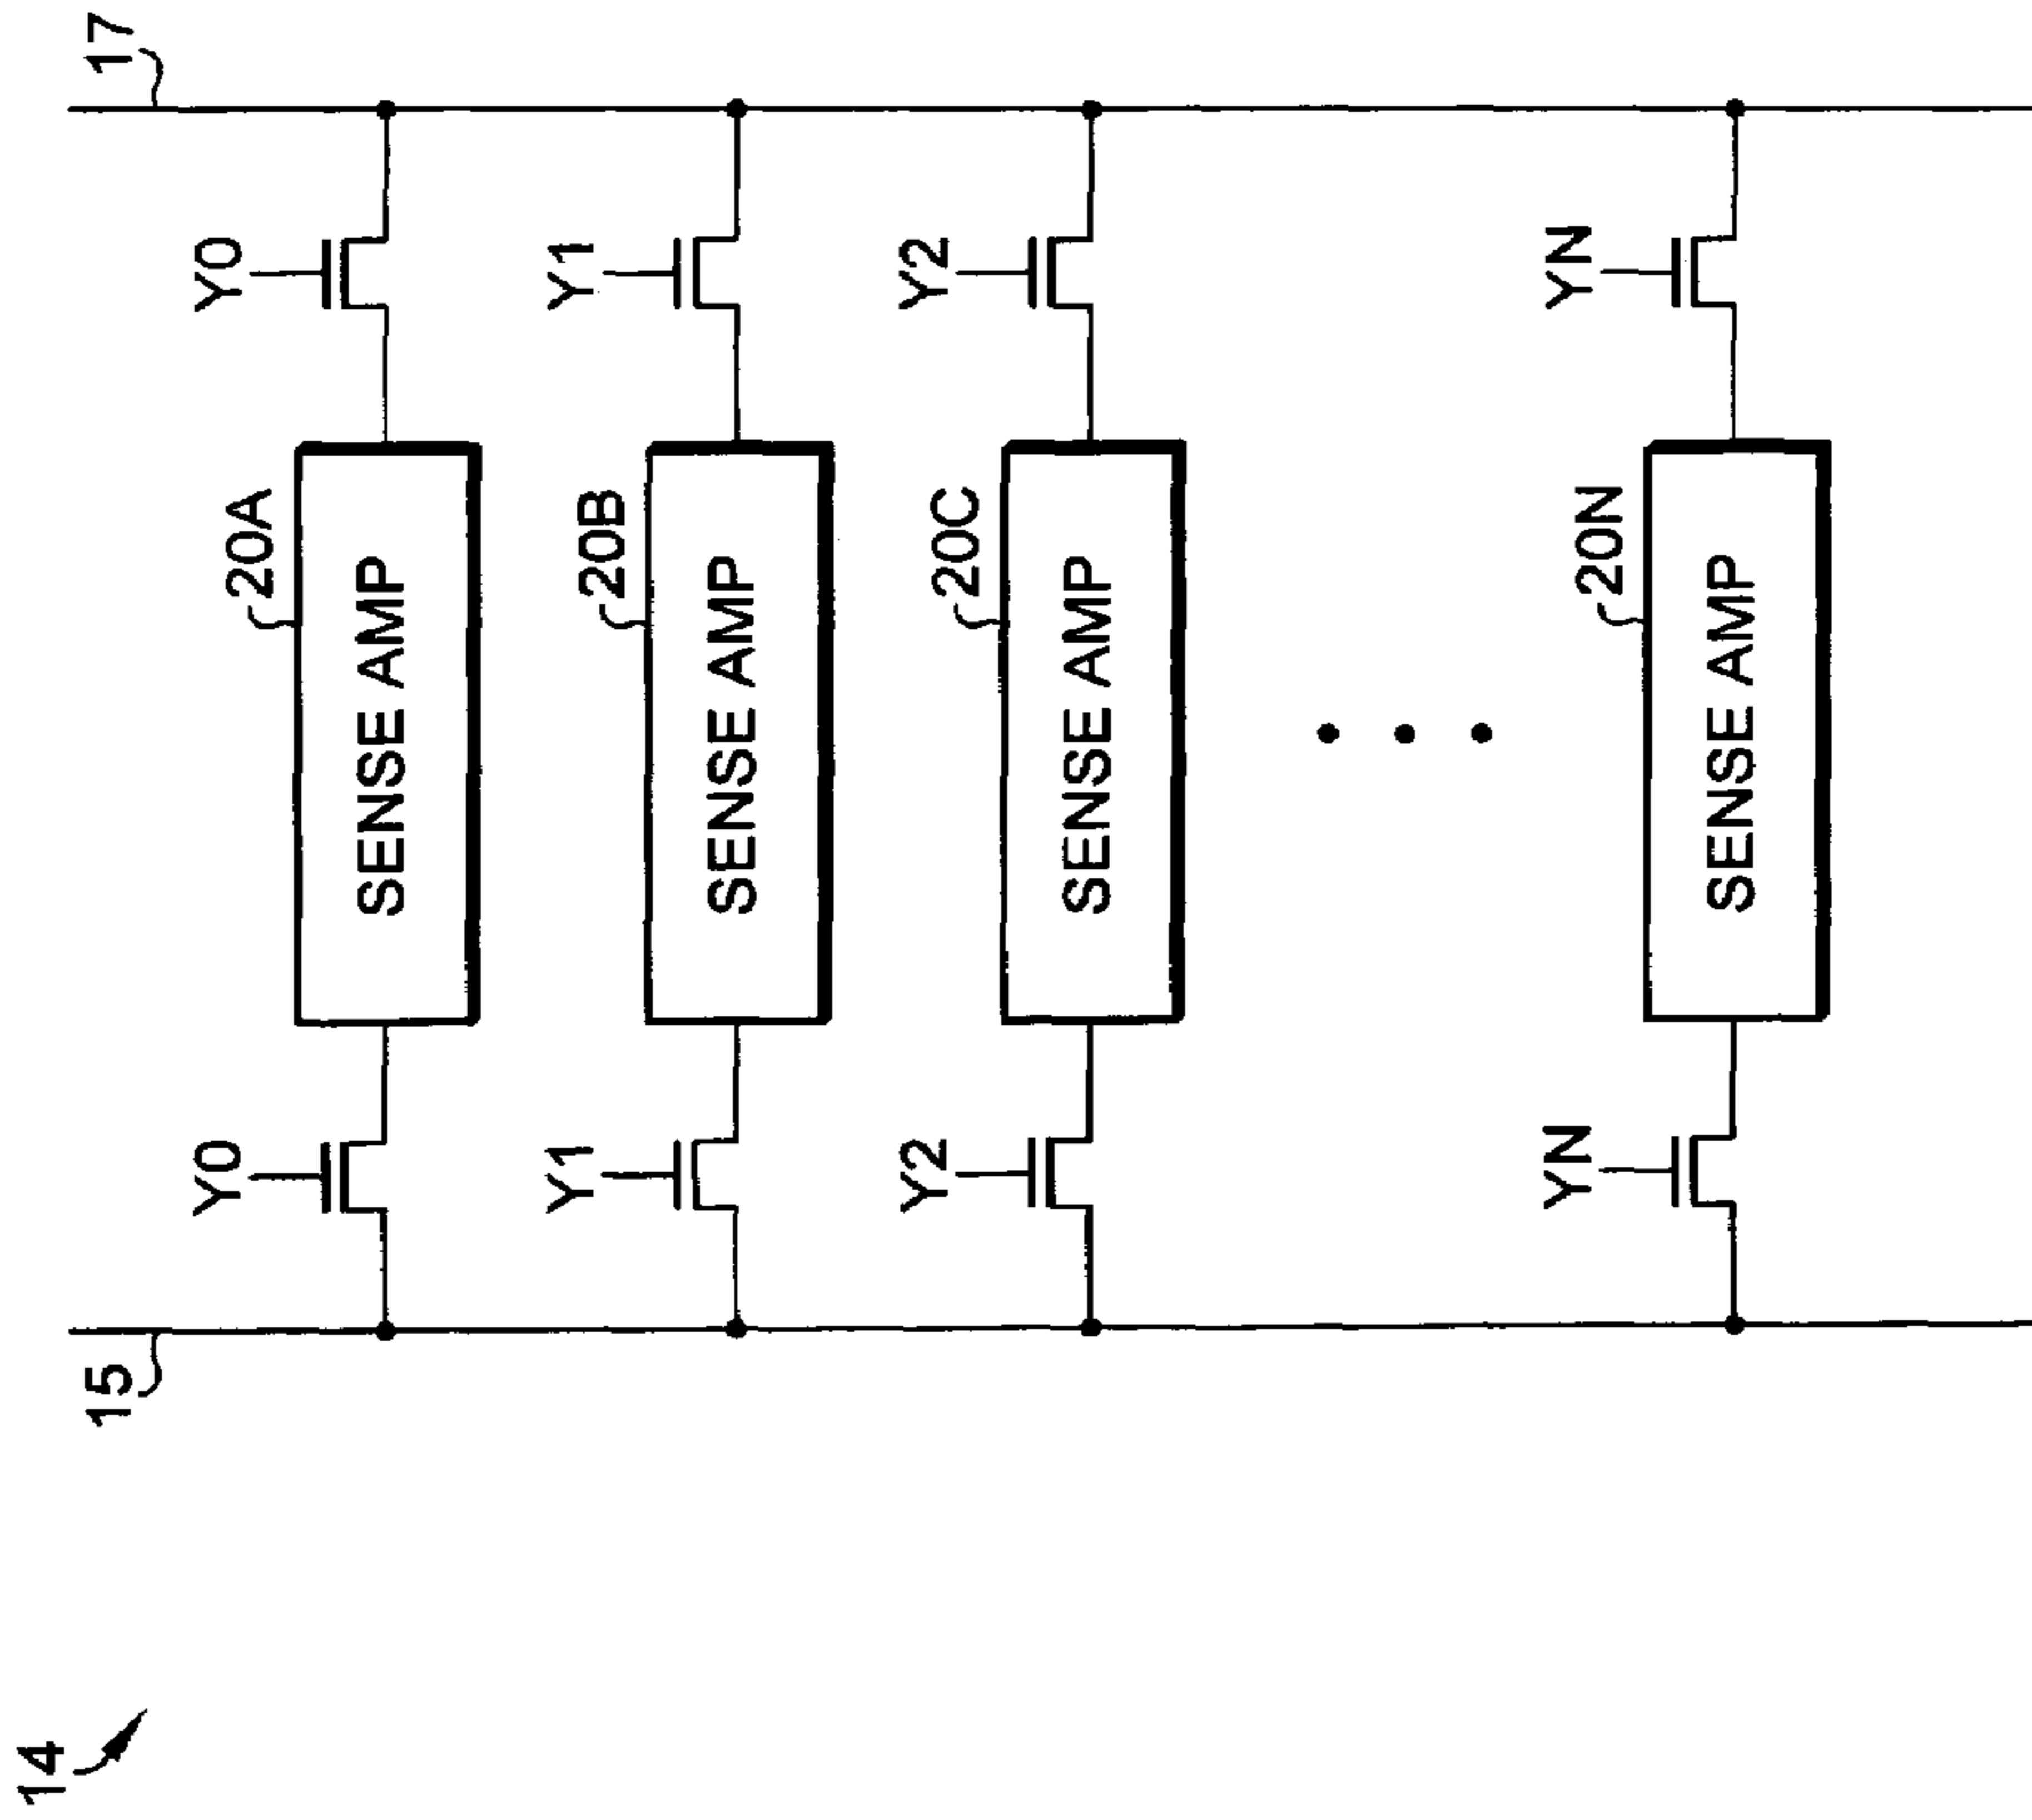 14
15
17
Y0
20A
SENSE AMP
Y0
Y1
20B
SENSE AMP
Y1
Y2
20C
SENSE AMP
Y2
YN
20N
SENSE AMP
YN